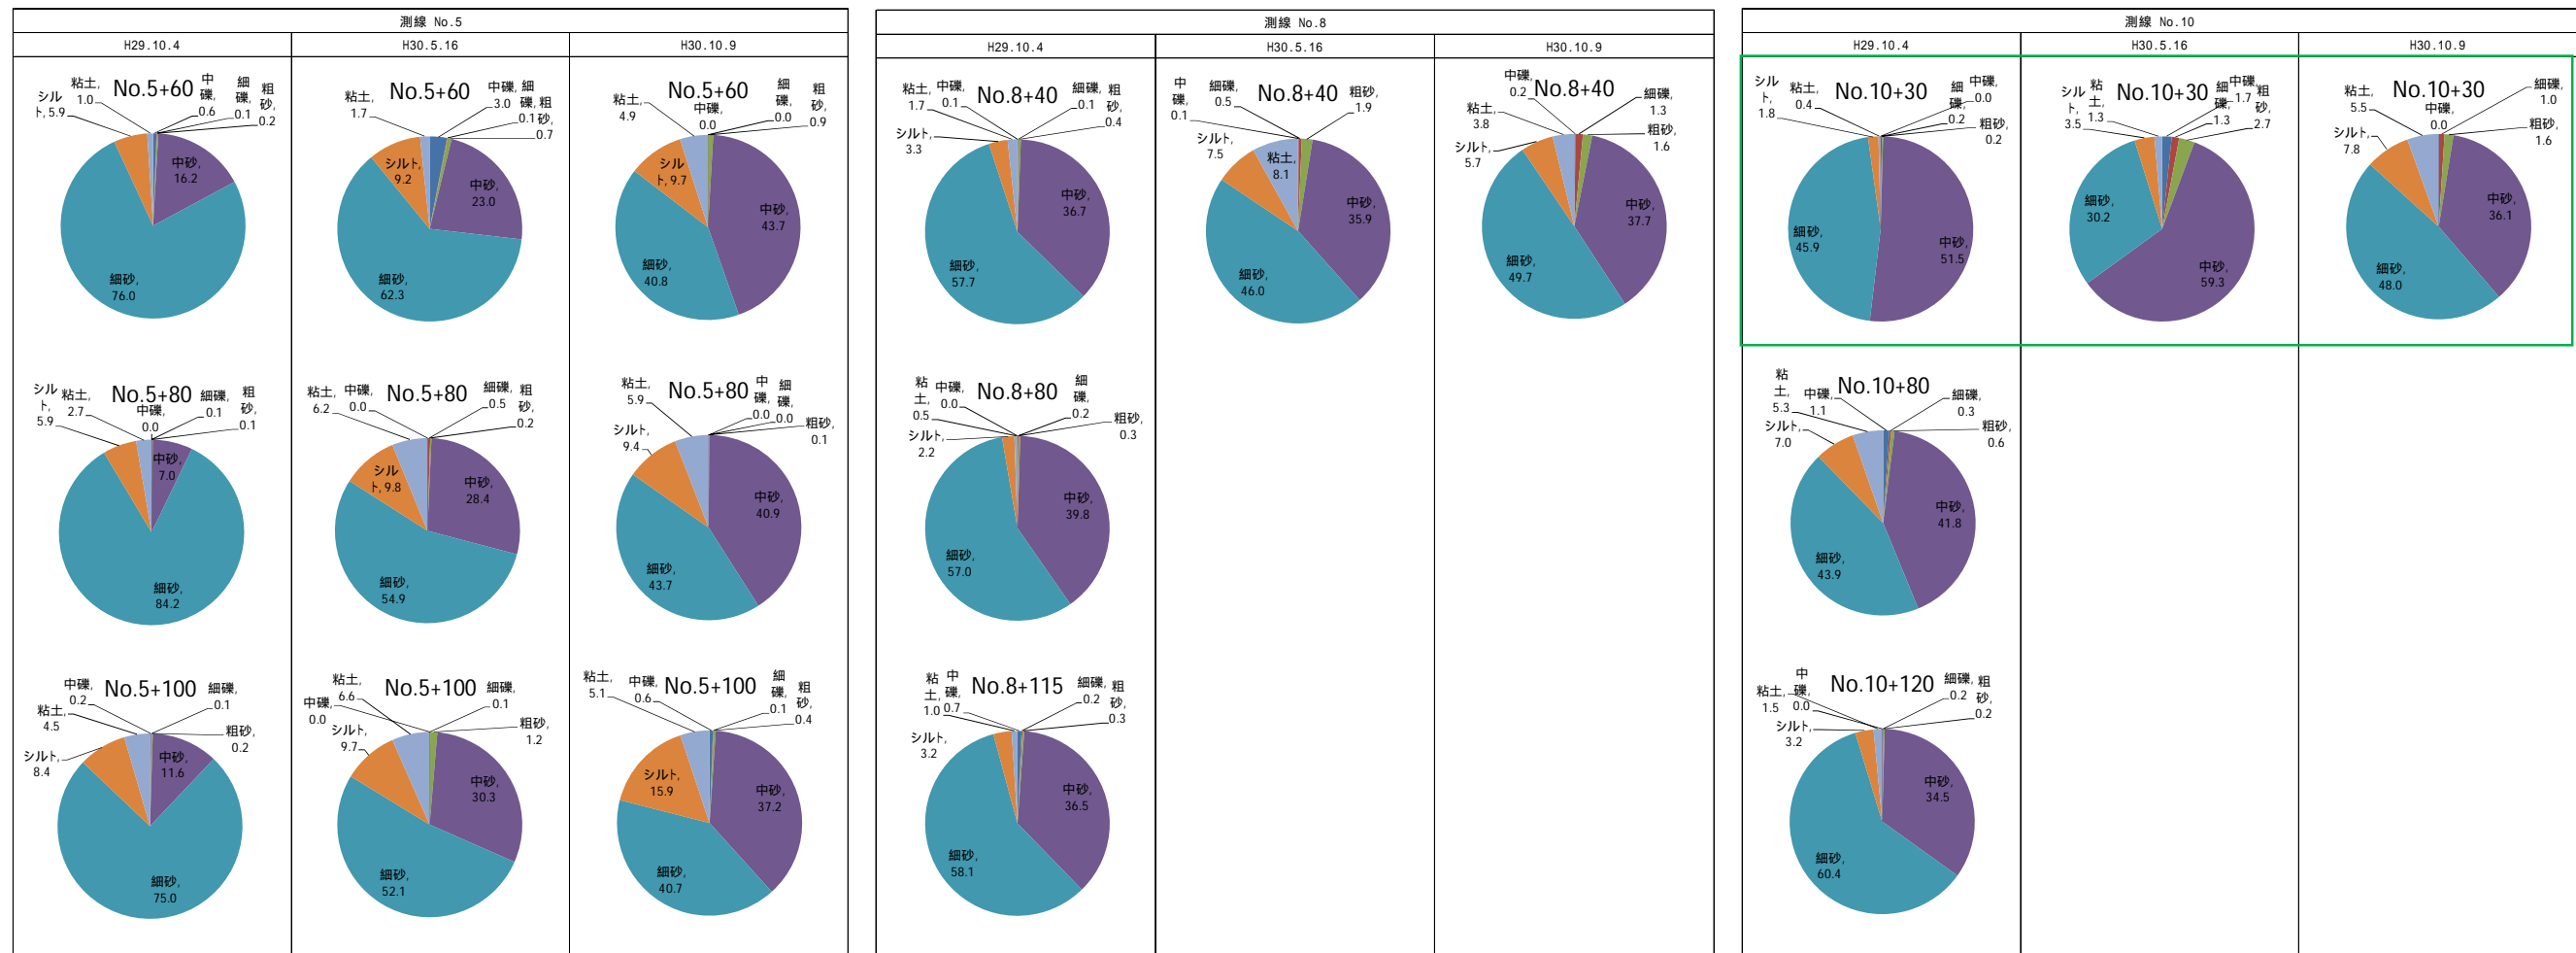 測線 No.5
H29.10.4
H30.5.16
H30.10.9
No.5+60
シル
ト, 5.9
粘土,
1.0
中
礫,
0.6
細
礫,
0.1
粗
砂,
0.2
中砂,
16.2
細砂,
76.0
No.5+60
粘土,
1.7
中礫,
3.0
細
礫,
0.1
粗
砂,
0.7
シルト,
9.2
中砂,
23.0
細砂,
62.3
No.5+60
粘土,
4.9
中礫,
0.0
細
礫,
0.0
粗
砂,
0.9
シル
ト, 9.7
中砂,
43.7
細砂,
40.8
No.5+80
シル
ト,
5.9
粘土,
2.7
中礫,
0.0
細礫,
0.1
粗
砂,
0.1
中砂,
7.0
細砂,
84.2
No.5+80
粘土,
6.2
中礫,
0.0
細礫,
0.5
粗
砂,
0.2
シル
ト, 9.8
中砂,
28.4
細砂,
54.9
No.5+80
粘土,
5.9
中
礫,
0.0
細
礫,
0.0
粗砂,
0.1
シルト,
9.4
中砂,
40.9
細砂,
43.7
No.5+100
中礫,
0.2
粘土,
4.5
シルト,
8.4
細礫,
0.1
粗砂,
0.2
中砂,
11.6
細砂,
75.0
No.5+100
粘土,
6.6
中礫,
0.0
シルト,
9.7
細礫,
0.1
粗砂,
1.2
中砂,
30.3
細砂,
52.1
No.5+100
粘土,
5.1
中礫,
0.6
細
礫,
0.1
粗
砂,
0.4
シルト,
15.9
中砂,
37.2
細砂,
40.7
測線 No.8
H29.10.4
H30.5.16
H30.10.9
No.8+40
粘土,
1.7
中礫,
0.1
細礫,
0.1
粗
砂,
0.4
シルト,
3.3
中砂,
36.7
細砂,
57.7
No.8+40
中
礫,
0.1
細礫,
0.5
粗砂,
1.9
シルト,
7.5
粘土,
8.1
中砂,
35.9
細砂,
46.0
No.8+40
中礫,
0.2
粘土,
3.8
シルト,
5.7
細礫,
1.3
粗砂,
1.6
中砂,
37.7
細砂,
49.7
No.8+80
粘
土,
0.5
中礫,
0.0
細
礫,
0.2
粗砂,
0.3
シルト,
2.2
中砂,
39.8
細砂,
57.0
No.8+115
粘
土,
1.0
中
礫,
0.7
細礫,
0.2
粗
砂,
0.3
シルト,
3.2
中砂,
36.5
細砂,
58.1
測線 No.10
H29.10.4
H30.5.16
H30.10.9
No.10+30
シル
ト,
1.8
粘土,
0.4
細
礫,
0.2
中礫,
0.0
粗砂,
0.2
中砂,
51.5
細砂,
45.9
No.10+30
シル
ト,
3.5
粘
土,
1.3
細
礫,
1.3
中礫,
1.7
粗
砂,
2.7
中砂,
59.3
細砂,
30.2
No.10+30
粘土,
5.5
中礫,
0.0
細礫,
1.0
粗砂,
1.6
シルト,
7.8
中砂,
36.1
細砂,
48.0
No.10+80
粘
土,
5.3
中礫,
1.1
細礫,
0.3
粗砂,
0.6
シルト,
7.0
中砂,
41.8
細砂,
43.9
No.10+120
中
礫,
0.0
粘土,
1.5
シルト,
3.2
細礫,
0.2
粗
砂,
0.2
中砂,
34.5
細砂,
60.4